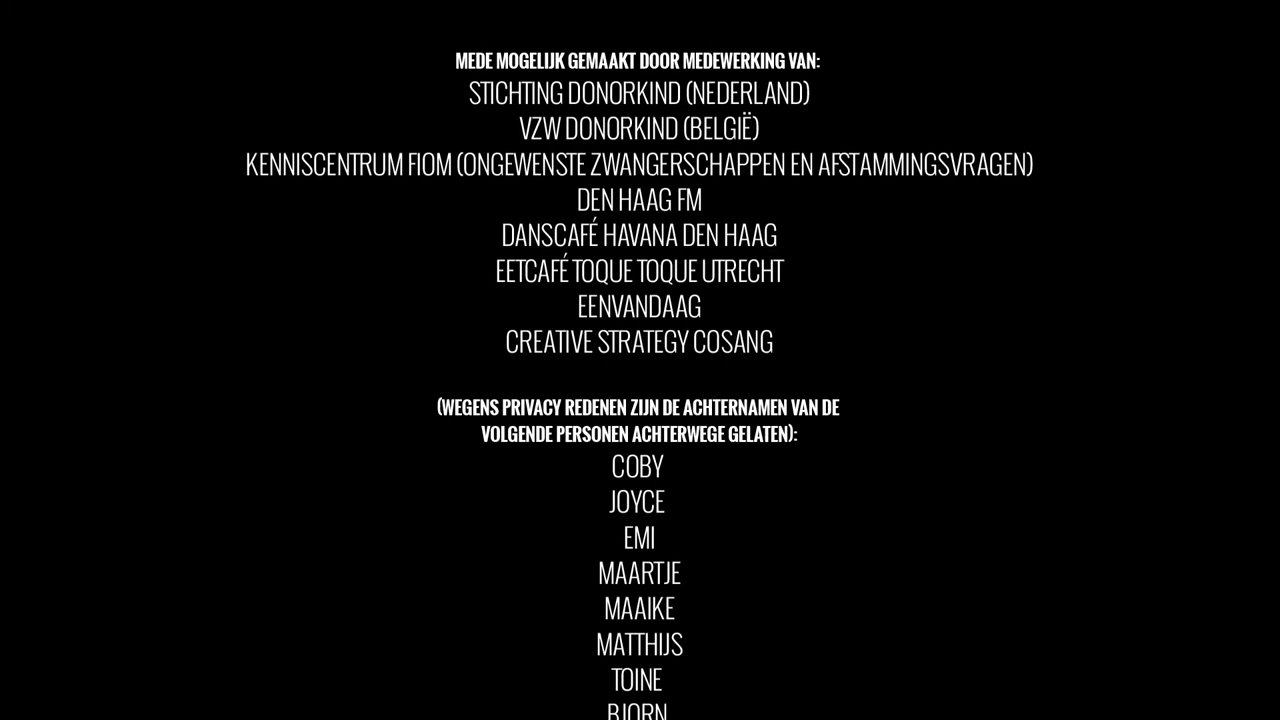 MEDE MOGELIJK GEMAAKT DOOR MEDEWERKING VAN:
STICHTING DONORKIND (NEDERLAND)
VZW DONORKIND (BELGIË)
KENNISCENTRUM FIOM (ONGEWENSTE ZWANGERSCHAPPEN EN AFSTAMMINGSVRAGEN)
DEN HAAG FM
DANSCAFÉ HAVANA DEN HAAG
EETCAFÉ TOQUE TOQUE UTRECHT
EENVANDAAG
CREATIVE STRATEGY COSANG
(WEGENS PRIVACY REDENEN ZIJN DE ACHTERNAMEN VAN DE
VOLGENDE PERSONEN ACHTERWEGE GELATEN):
COBY
JOYCE
EMI
MAARTJE
MAAIKE
MATTHIJS
TOINE
BJORN